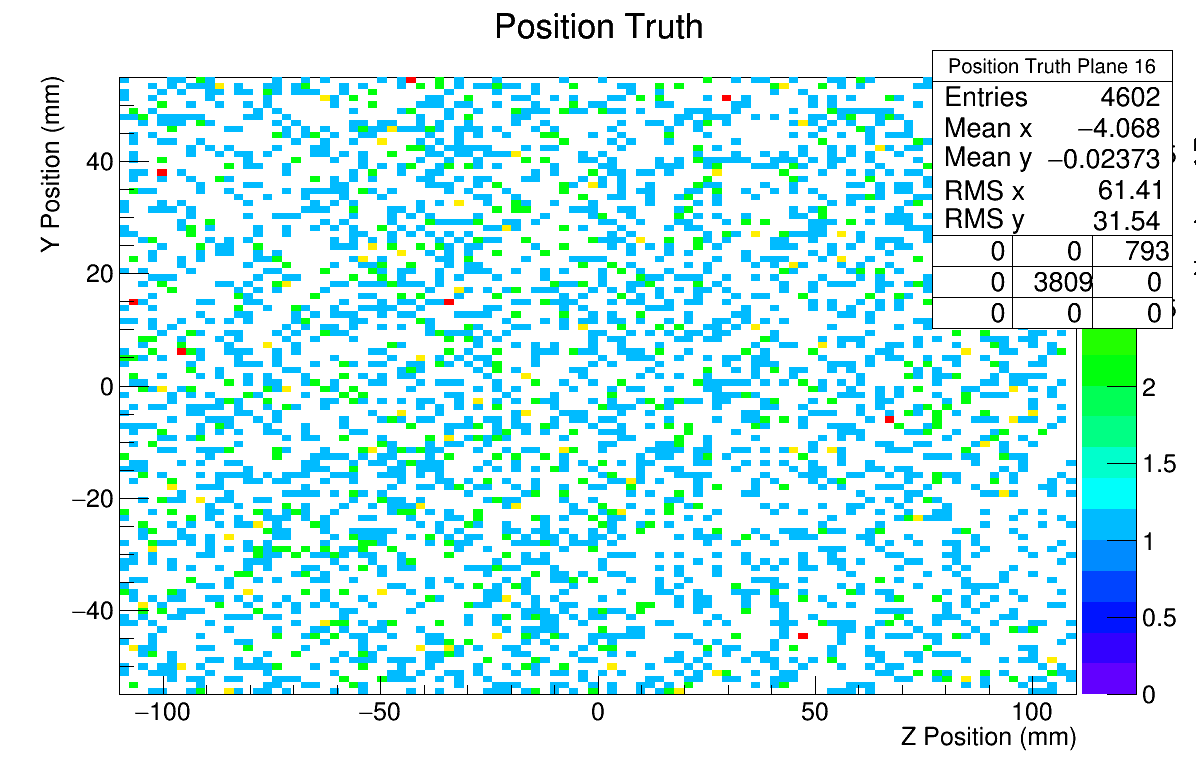 Position Truth
Position Truth Plane 16
Entries 4602
Mean x −4.068
Mean y −0.02373
RMS x 61.41
RMS y 31.54
0 0 793
0 3809 0
0 0 0
Y Position (mm)
40
20
0
−20
−40
2
1.5
1
0.5
0
−100 −50 0 50 100
Z Position (mm)